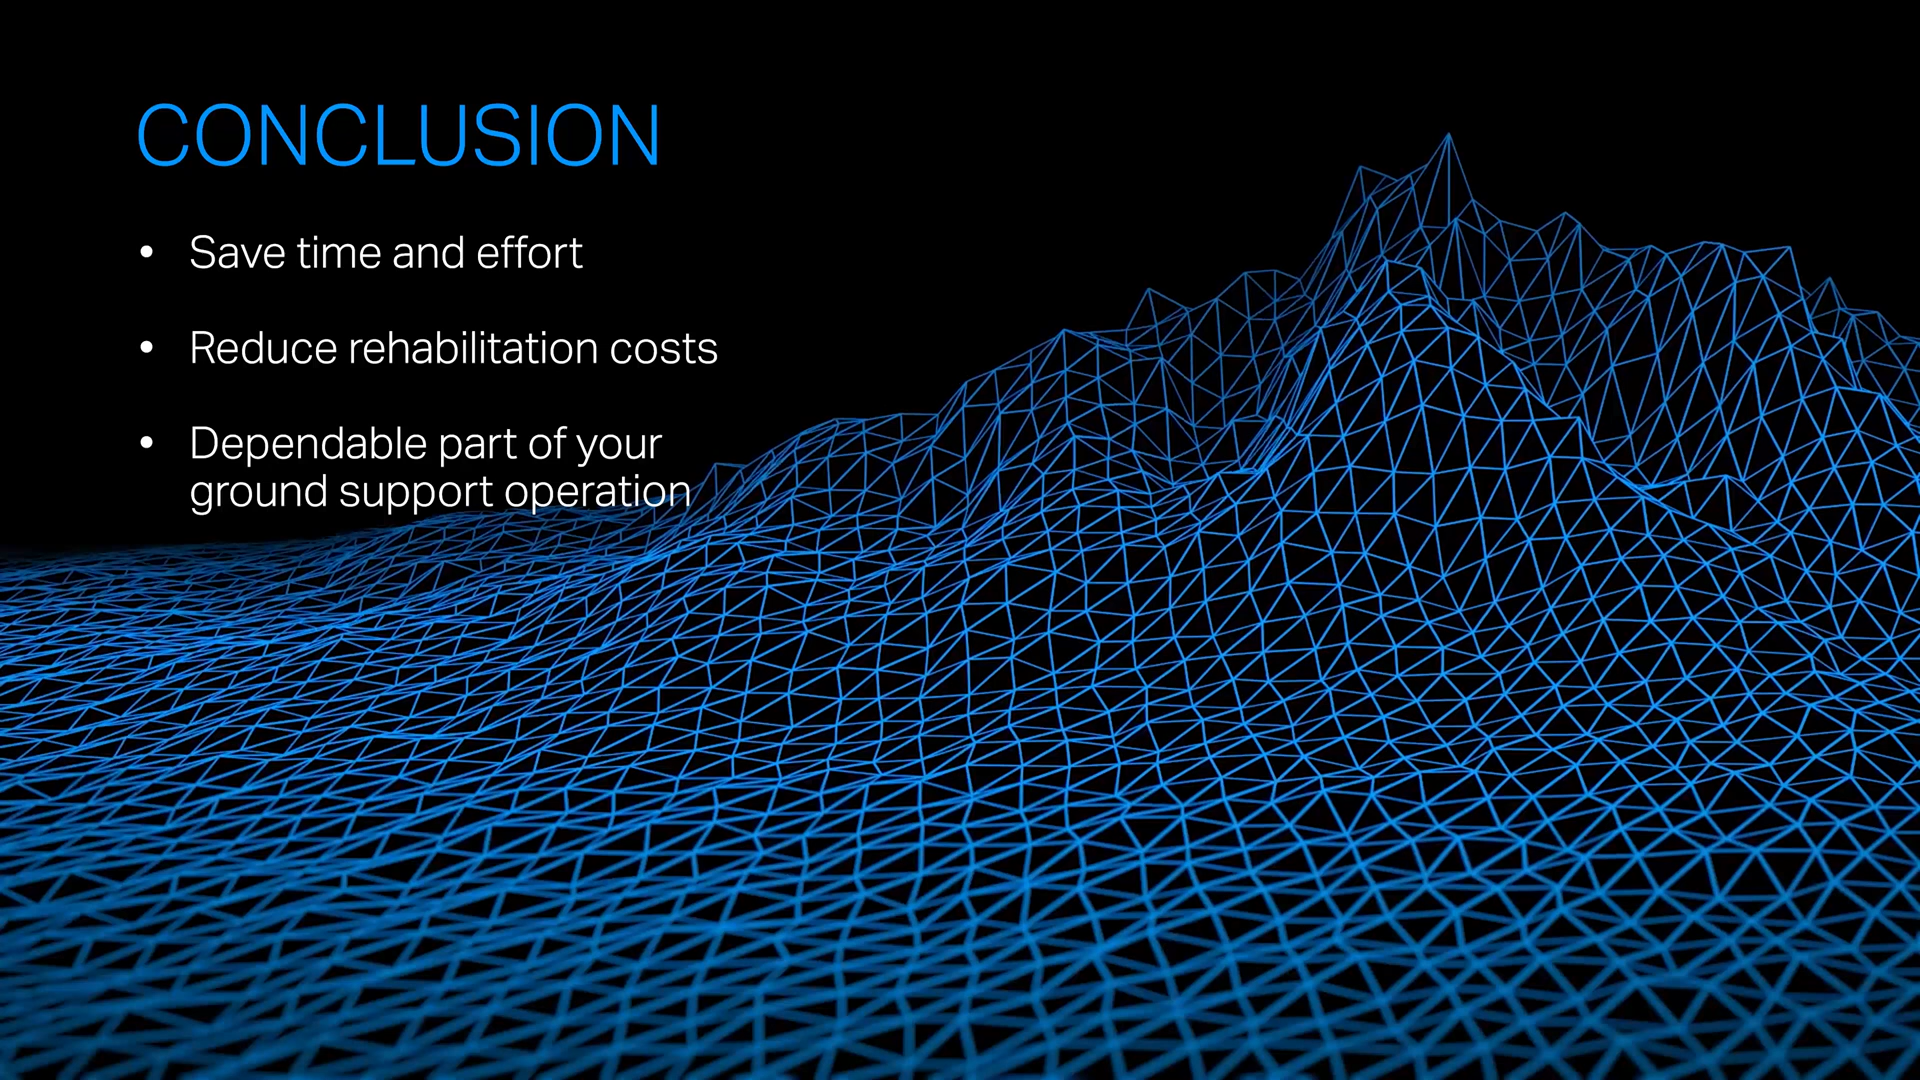 CONCLUSION
• Save time and effort
• Reduce rehabilitation costs
• Dependable part of your
ground support operation